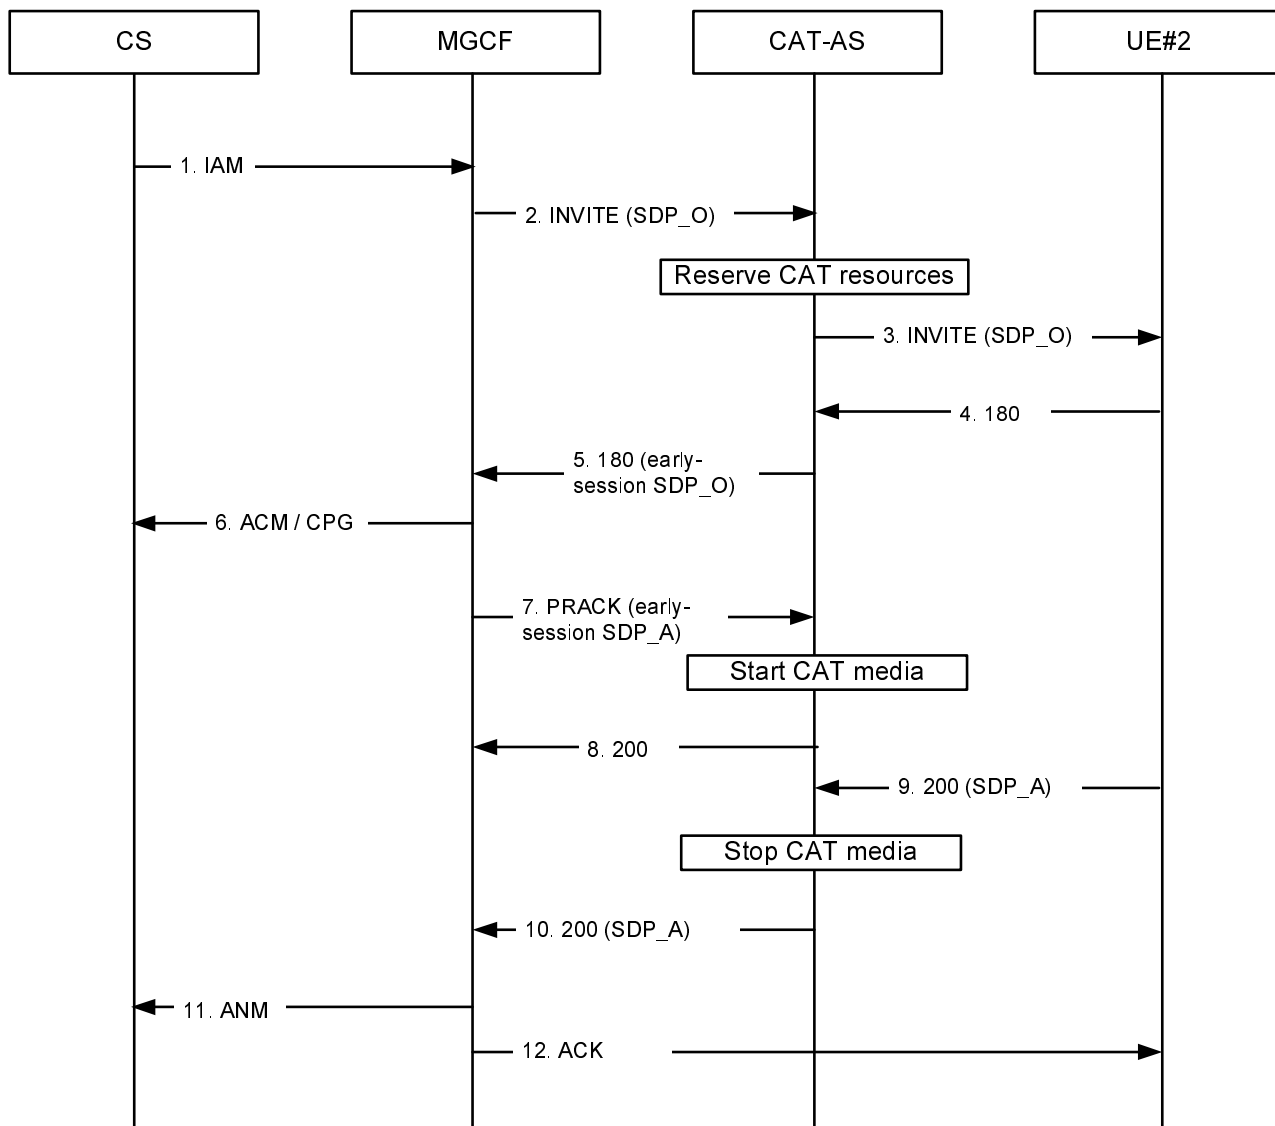 CS
MGCF
CAT-AS
UE#2
1. IAM
2. INVITE (SDP_O)
Reserve CAT resources
3. INVITE (SDP_O)
4. 180
5. 180 (early-
session SDP_O)
6. ACM / CPG
7. PRACK (early-
session SDP_A)
Start CAT media
8. 200
9. 200 (SDP_A)
Stop CAT media
10. 200 (SDP_A)
11. ANM
12. ACK